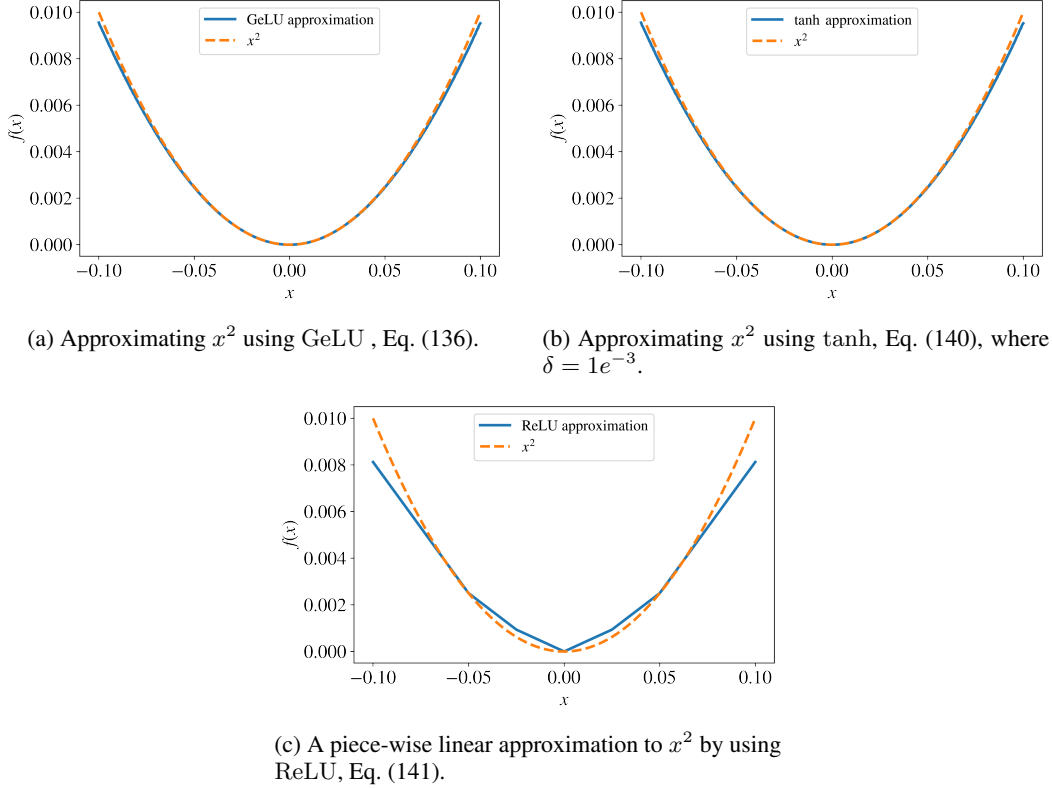 0.010
0.008
0.006
0.004
0.002
0.000
f(x)
GeLU approximation
x²
−0.10
−0.05
0.00
0.05
0.10
x
(a) Approximating x² using GeLU , Eq. (136).
0.010
0.008
0.006
0.004
0.002
0.000
f(x)
tanh approximation
x²
−0.10
−0.05
0.00
0.05
0.10
x
(b) Approximating x² using tanh, Eq. (140), where
δ = 1e⁻³.
0.010
0.008
0.006
0.004
0.002
0.000
f(x)
ReLU approximation
x²
−0.10
−0.05
0.00
0.05
0.10
x
(c) A piece-wise linear approximation to x² by using
ReLU, Eq. (141).